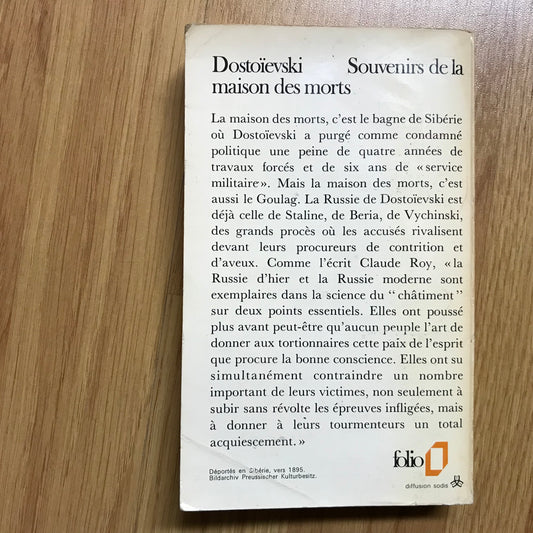 Dostoïevski Souvenirs de la
maison des morts
La maison des morts, c'est le bagne de Sibérie
où Dostoïevski a purgé comme condamné
politique une peine de quatre années de
travaux forcés et de six ans de « service
militaire ». Mais la maison des morts, c'est
aussi le Goulag. La Russie de Dostoïevski est
déjà celle de Staline, de Beria, de Vychinski,
des grands procès où les accusés rivalisent
devant leurs procureurs de contrition et
d'aveux. Comme l'écrit Claude Roy, « la
Russie d'hier et la Russie moderne sont
exemplaires dans la science du “ châtiment ”
sur deux points essentiels. Elles ont poussé
plus avant peut-être qu'aucun peuple l'art de
donner aux tortionnaires cette paix de l'esprit
que procure la bonne conscience. Elles ont su
simultanément contraindre un nombre
important de leurs victimes, non seulement à
subir sans révolte les épreuves infligées, mais
à donner à leurs tourmenteurs un total
acquiescement. »
folio
Déportés en Sibérie, vers 1895.
Bildarchiv Preussischer Kulturbesitz.
diffusion sodis